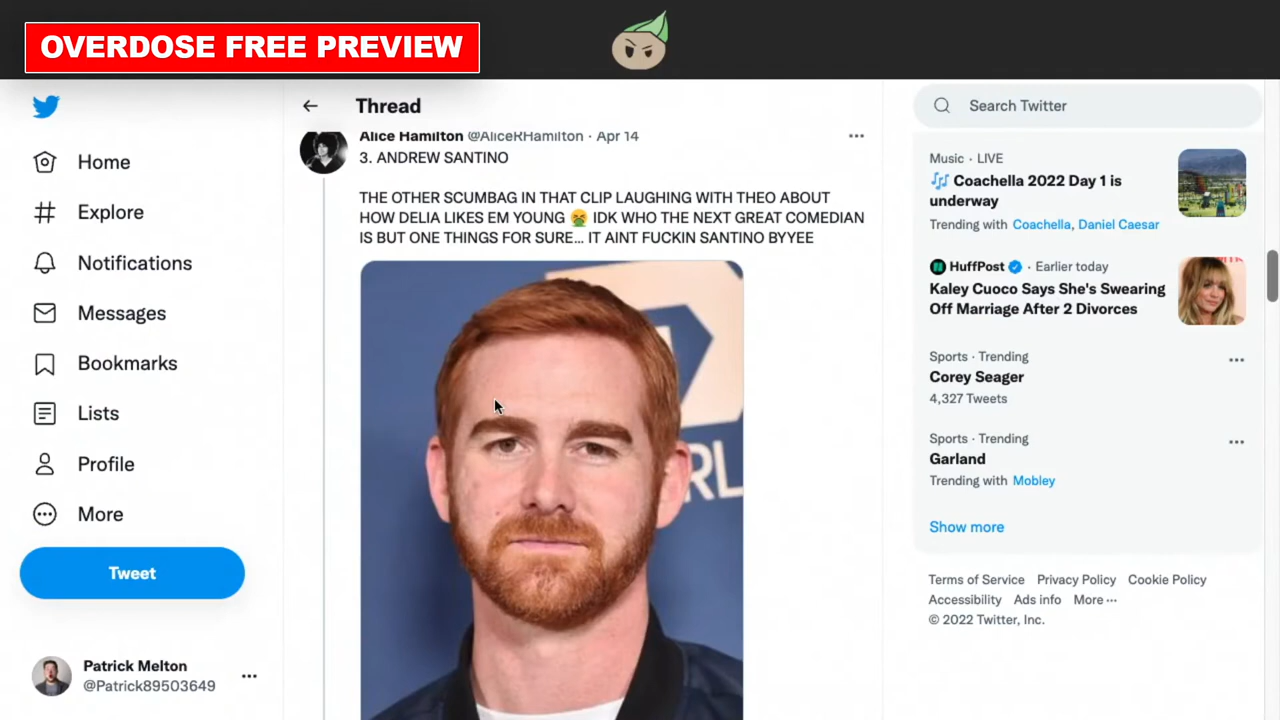 OVERDOSE FREE PREVIEW
Home
Explore
Notifications
Messages
Bookmarks
Lists
Profile
More
Tweet
Patrick Melton
@Patrick89503649
Thread
Alice Hamilton @AliceRHamilton · Apr 14
3. ANDREW SANTINO
THE OTHER SCUMBAG IN THAT CLIP LAUGHING WITH THEO ABOUT
HOW DELIA LIKES EM YOUNG 🤮 IDK WHO THE NEXT GREAT COMEDIAN
IS BUT ONE THINGS FOR SURE... IT AINT FUCKIN SANTINO BYYEE
RL
Search Twitter
Music · LIVE
🎶 Coachella 2022 Day 1 is
underway
Trending with Coachella, Daniel Caesar
HuffPost · Earlier today
Kaley Cuoco Says She's Swearing
Off Marriage After 2 Divorces
Sports · Trending
Corey Seager
4,327 Tweets
Sports · Trending
Garland
Trending with Mobley
Show more
Terms of Service Privacy Policy Cookie Policy
Accessibility Ads info More ···
© 2022 Twitter, Inc.